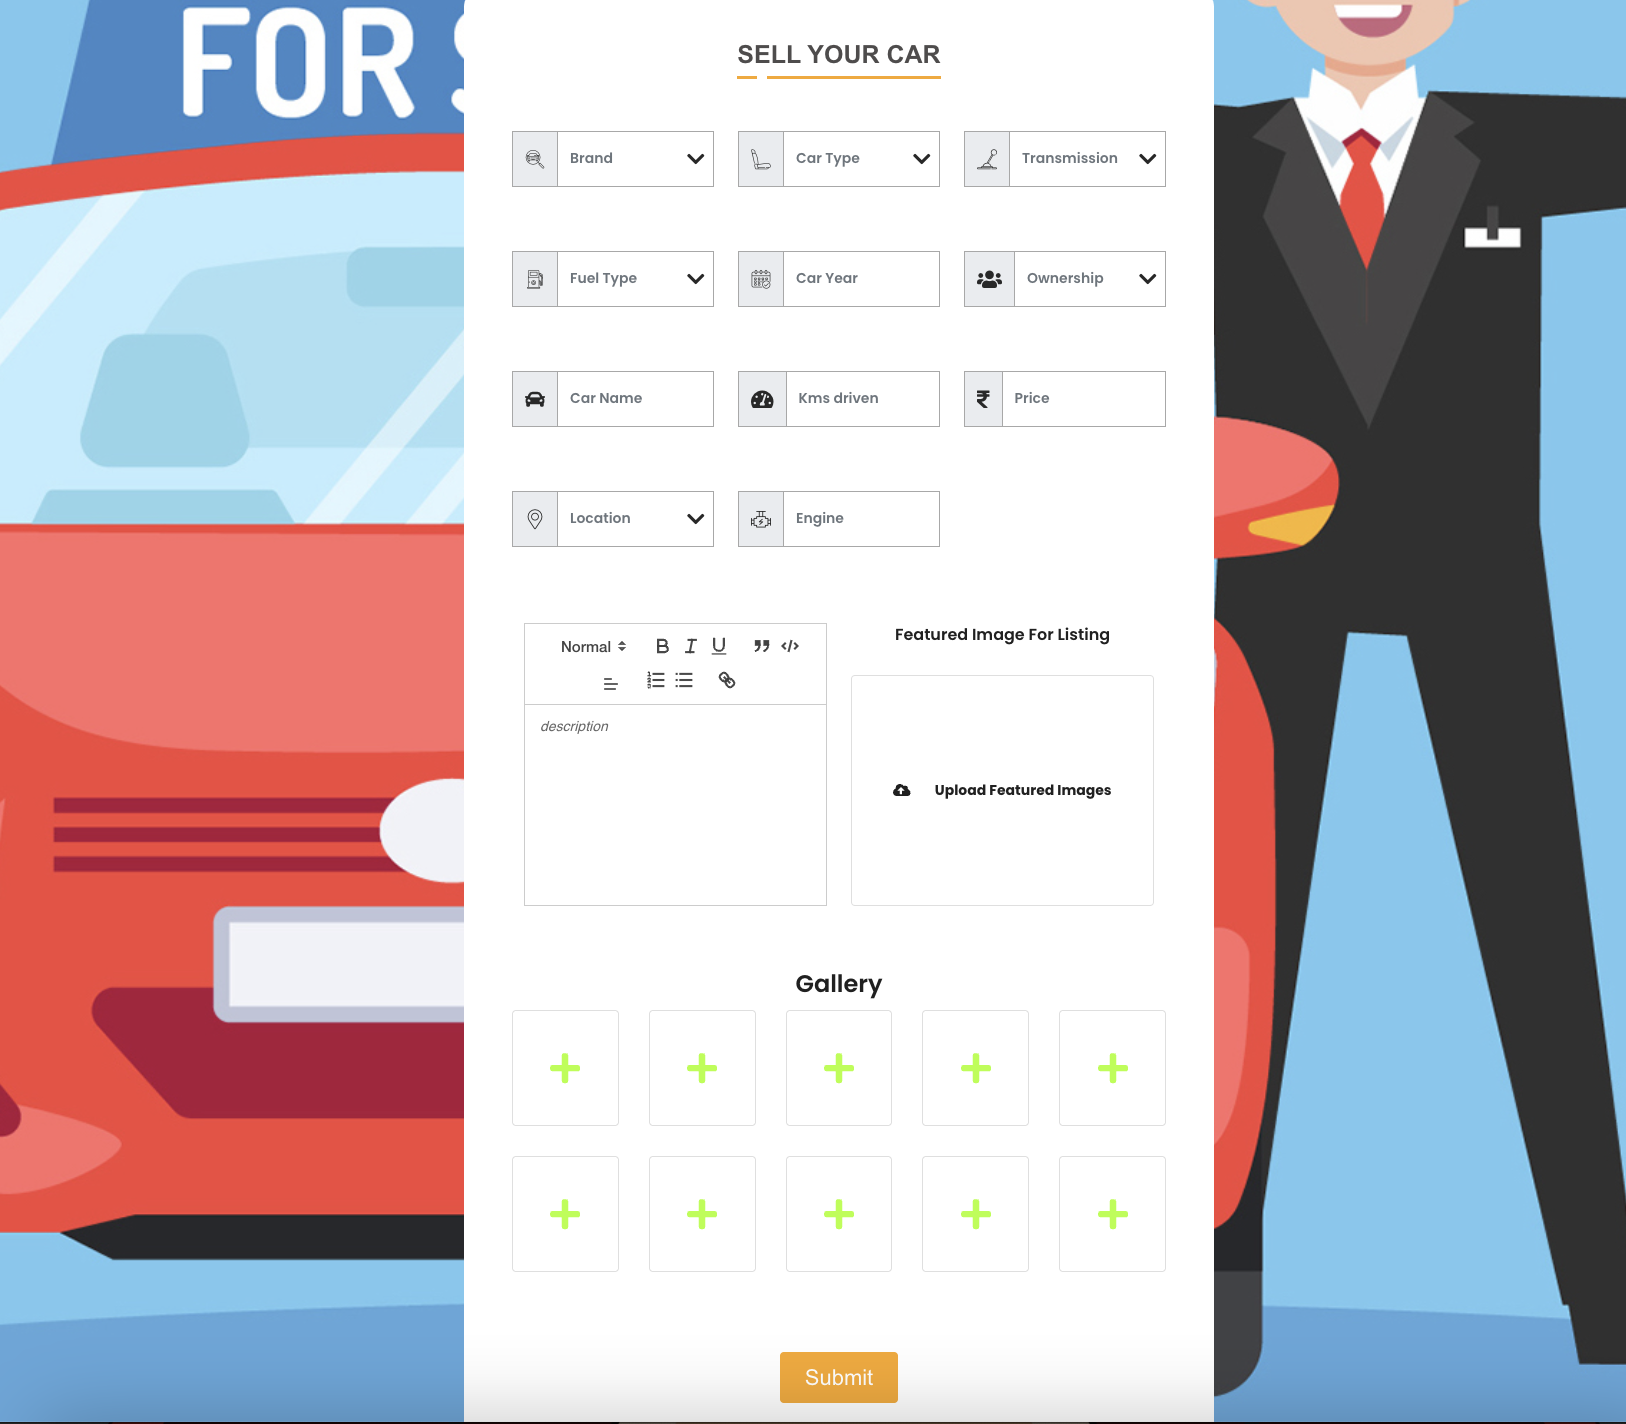 FOR S
SELL YOUR CAR
Brand
Car Type
Transmission
Fuel Type
Car Year
Ownership
Car Name
Kms driven
Price
Location
Engine
Normal
description
Featured Image For Listing
Upload Featured Images
Gallery
Submit